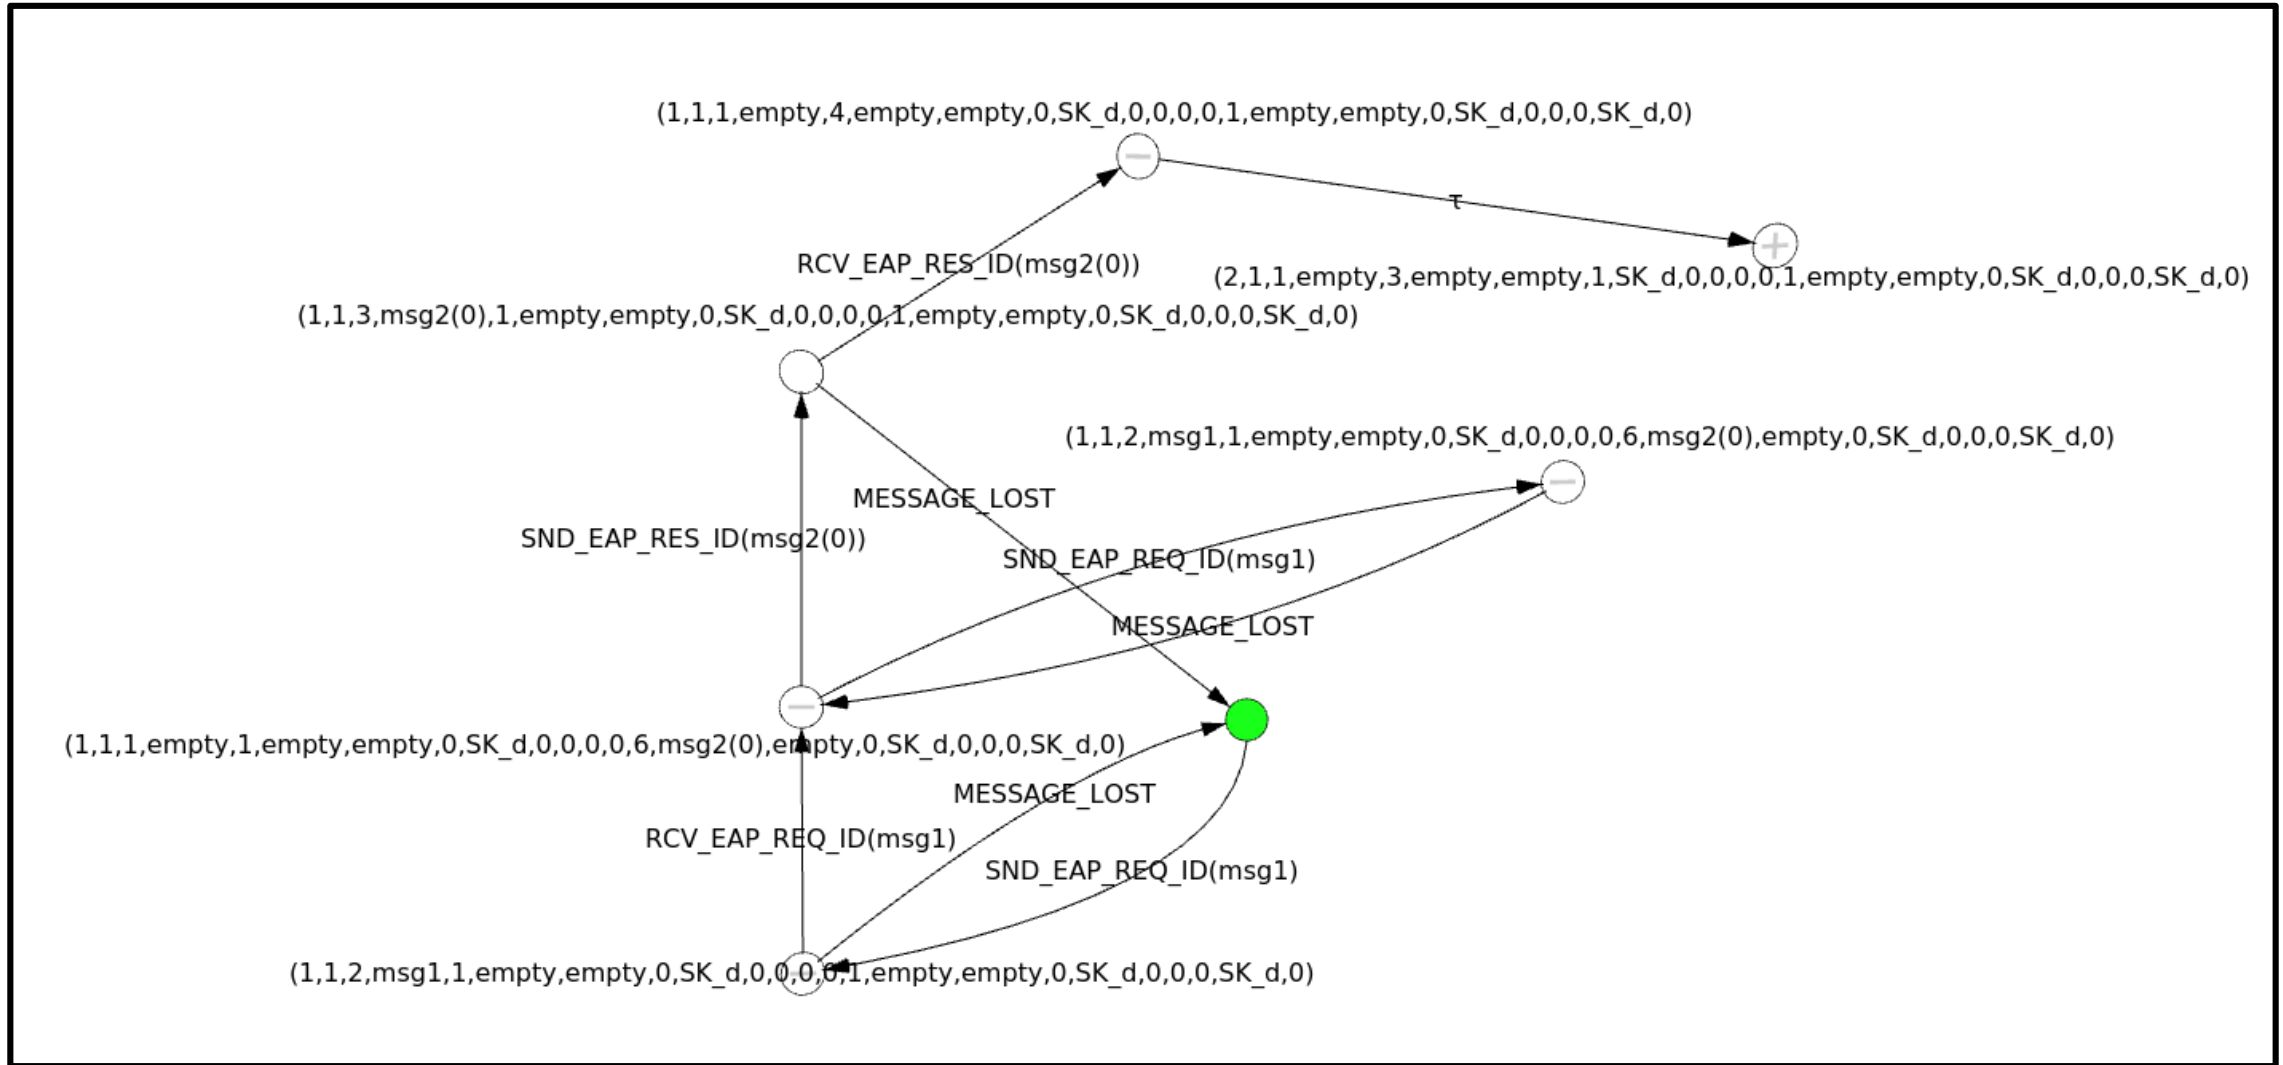 (1,1,1,empty,4,empty,empty,0,SK_d,0,0,0,0,1,empty,empty,0,SK_d,0,0,0,SK_d,0)
τ
RCV_EAP_RES_ID(msg2(0))
(2,1,1,empty,3,empty,empty,1,SK_d,0,0,0,0,1,empty,empty,0,SK_d,0,0,0,SK_d,0)
(1,1,3,msg2(0),1,empty,empty,0,SK_d,0,0,0,0,1,empty,empty,0,SK_d,0,0,0,SK_d,0)
(1,1,2,msg1,1,empty,empty,0,SK_d,0,0,0,0,6,msg2(0),empty,0,SK_d,0,0,0,SK_d,0)
MESSAGE_LOST
SND_EAP_RES_ID(msg2(0))
SND_EAP_REQ_ID(msg1)
MESSAGE_LOST
(1,1,1,empty,1,empty,empty,0,SK_d,0,0,0,0,6,msg2(0),empty,0,SK_d,0,0,0,SK_d,0)
MESSAGE_LOST
RCV_EAP_REQ_ID(msg1)
SND_EAP_REQ_ID(msg1)
(1,1,2,msg1,1,empty,empty,0,SK_d,0,0,0,0,1,empty,empty,0,SK_d,0,0,0,SK_d,0)